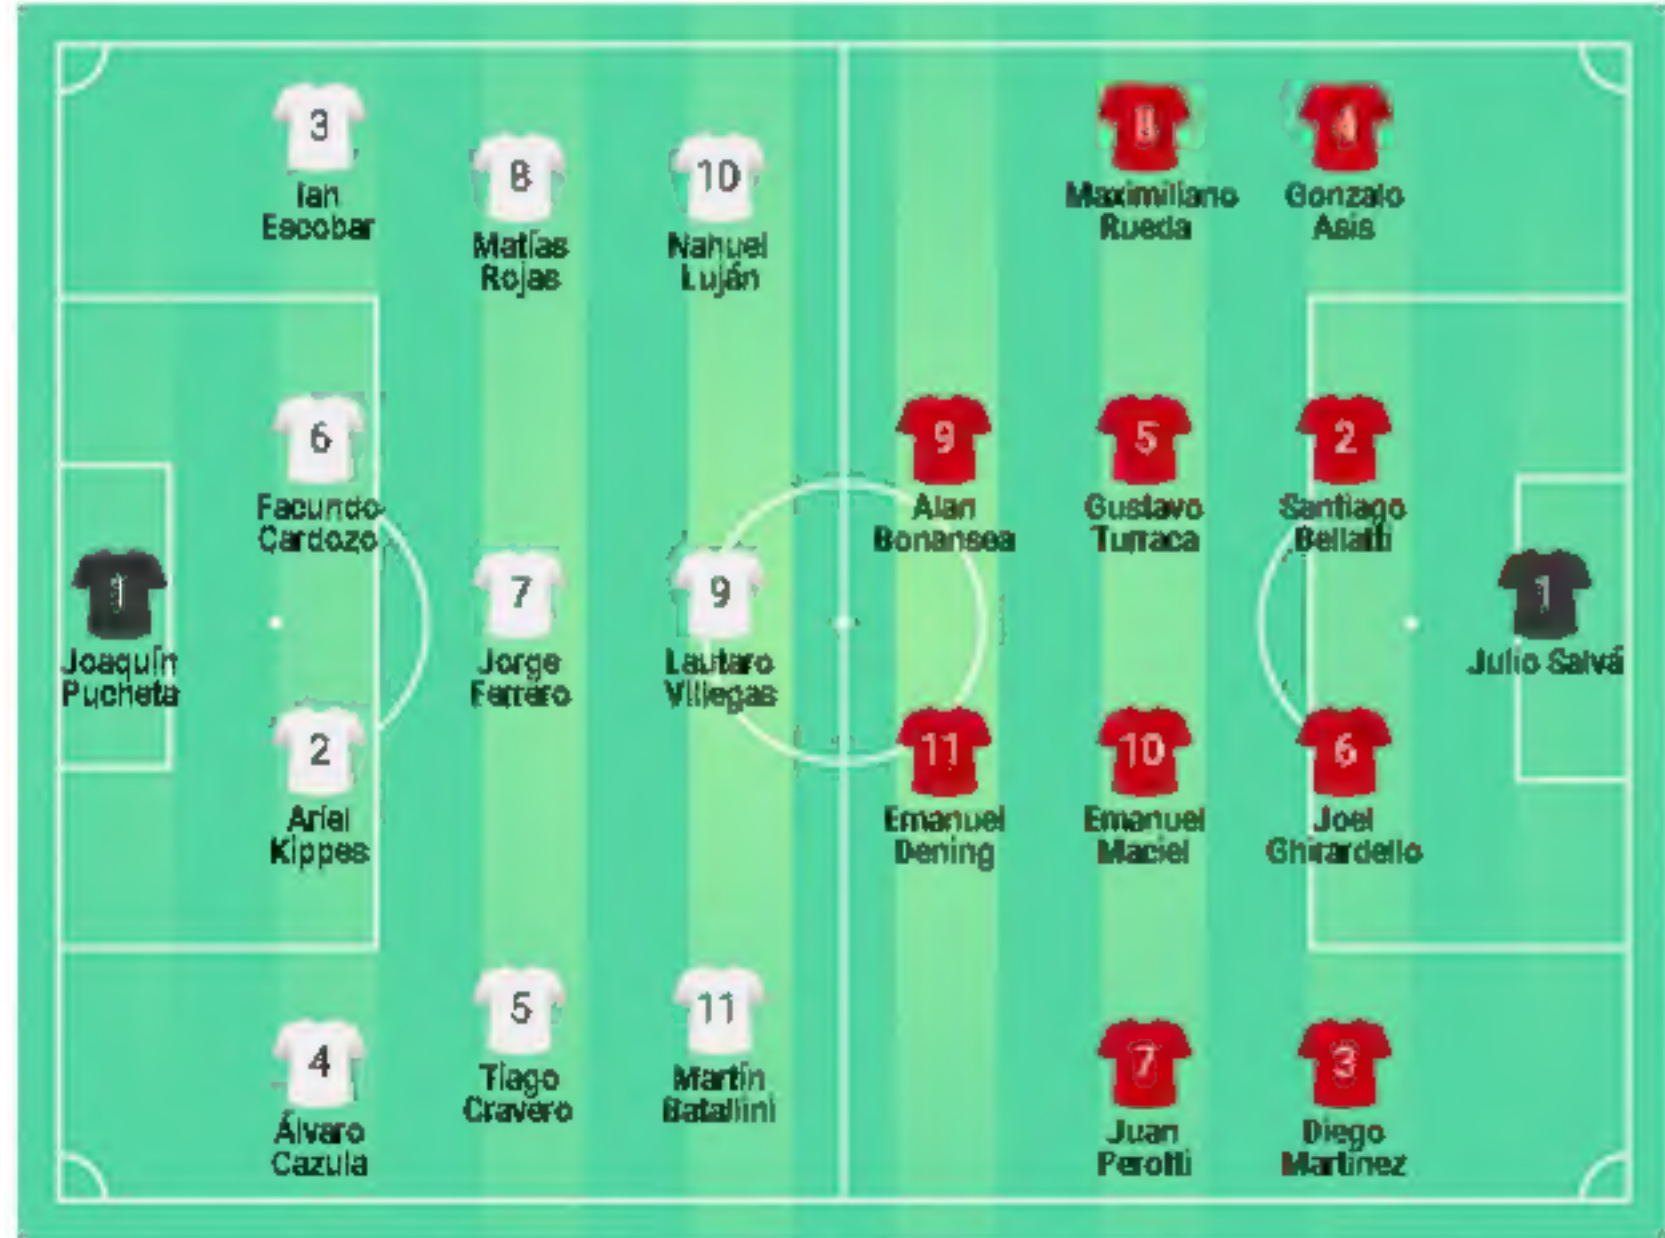 3
Ian
Escobar
6
Facundo
Cardozo
2
Ariel
Kippes
4
Álvaro
Cazula
1
Joaquín
Pucheta
8
Matías
Rojas
7
Jorge
Ferrero
5
Tiago
Cravero
10
Nahuel
Luján
9
Lautaro
Villegas
11
Martín
Batallini
9
Alan
Bonansea
11
Emanuel
Dening
8
Maximiliano
Rueda
5
Gustavo
Turraca
10
Emanuel
Maciel
7
Juan
Perotti
4
Gonzalo
Asis
2
Santiago
Bellatti
6
Joel
Ghirardello
3
Diego
Martínez
1
Julio Salvá